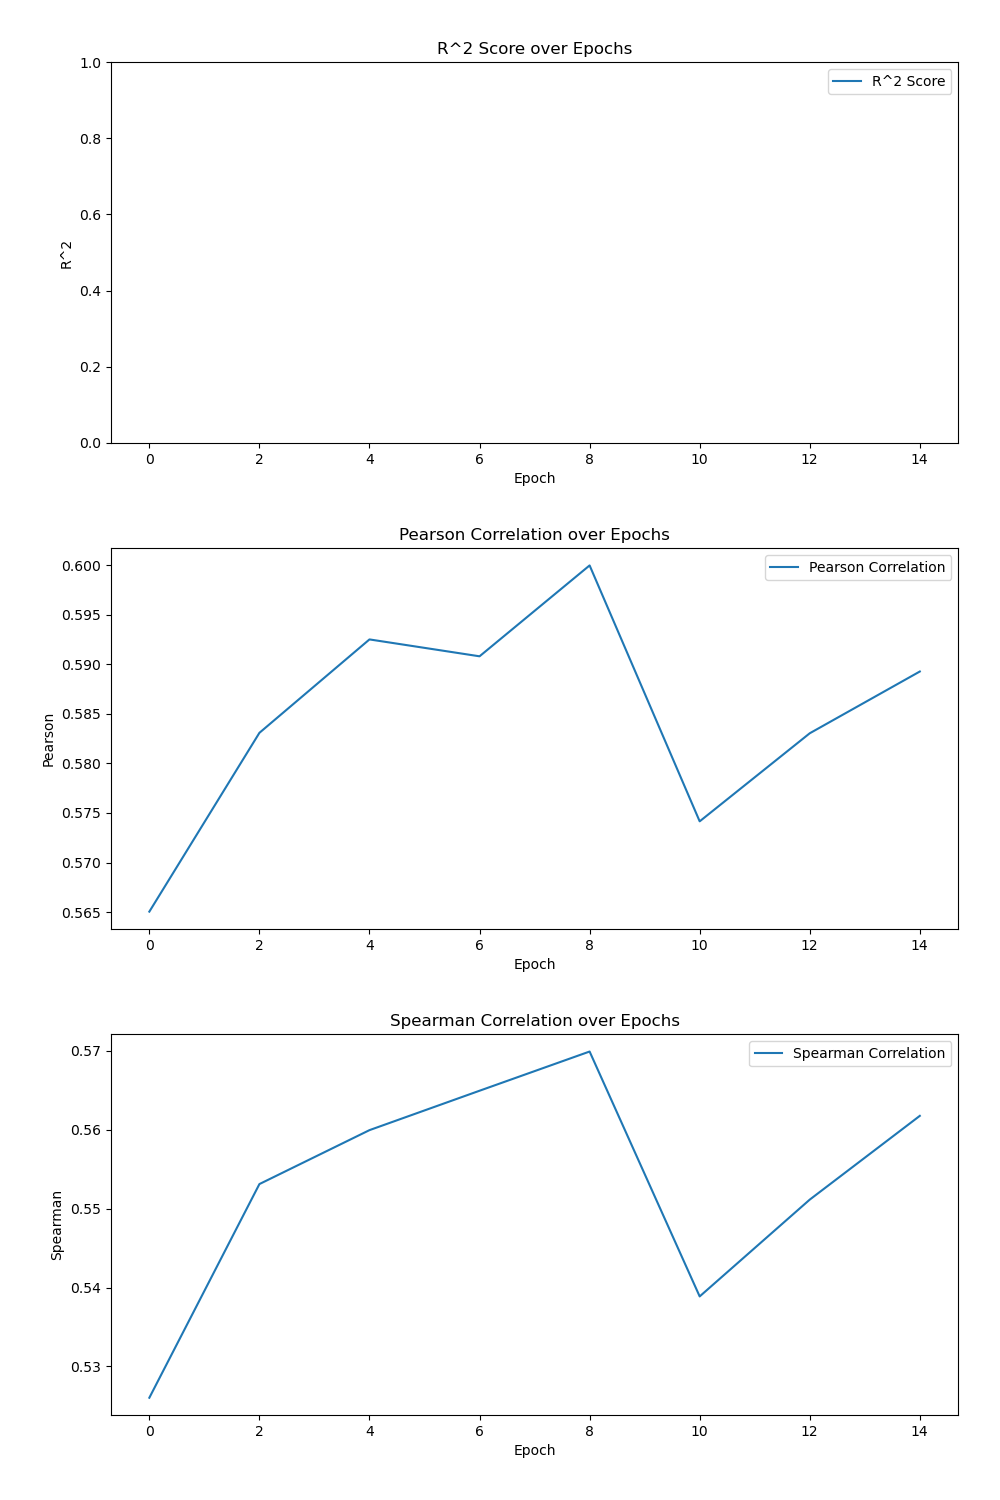 R^2 Score over Epochs
R^2 Score
1.0
0.8
0.6
0.4
0.2
0.0
R^2
0 2 4 6 8 10 12 14
Epoch
Pearson Correlation over Epochs
Pearson Correlation
0.600
0.595
0.590
0.585
0.580
0.575
0.570
0.565
Pearson
0 2 4 6 8 10 12 14
Epoch
Spearman Correlation over Epochs
Spearman Correlation
0.57
0.56
0.55
0.54
0.53
Spearman
0 2 4 6 8 10 12 14
Epoch